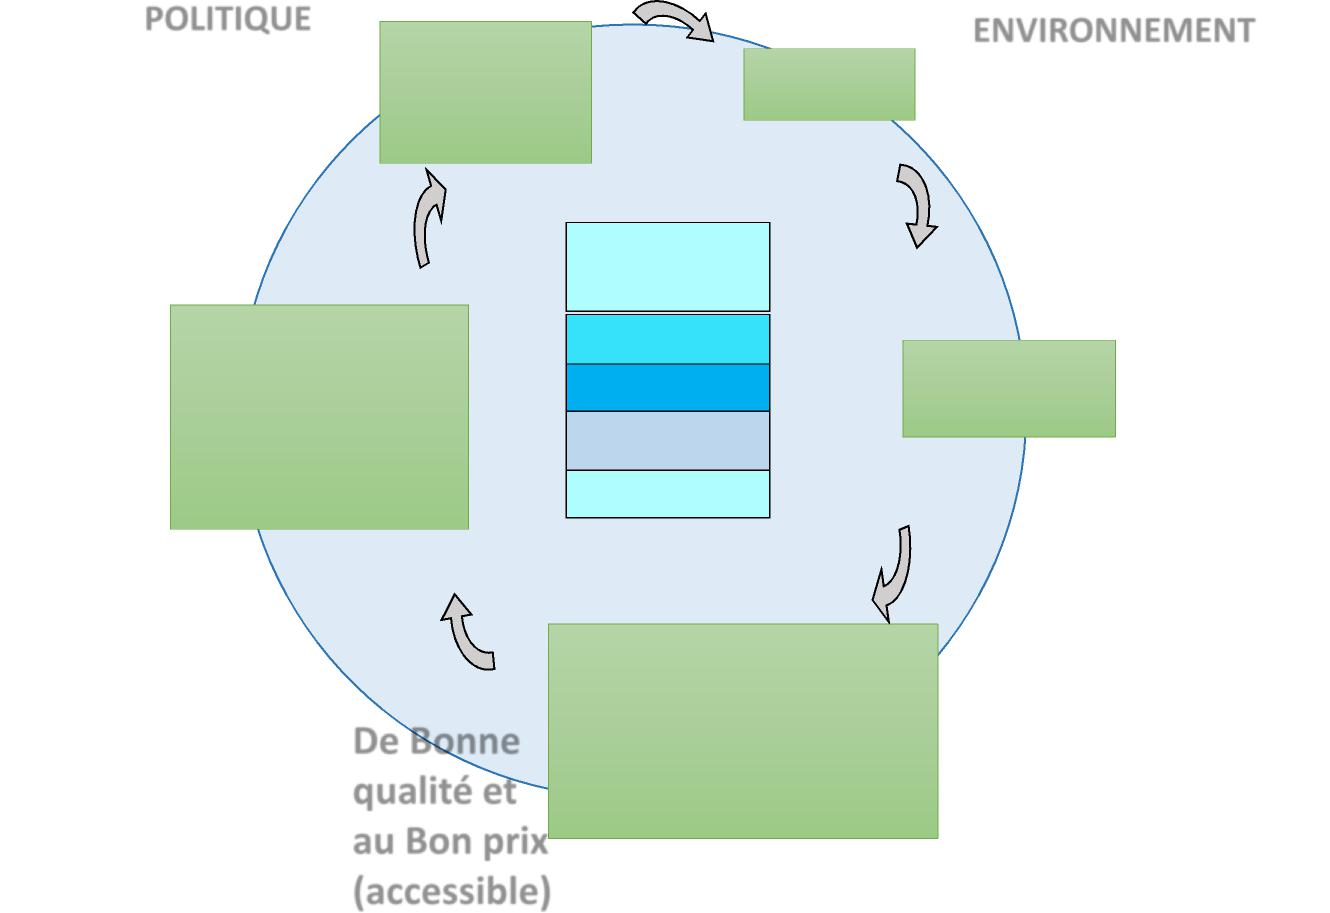 POLITIQUE
ENVIRONNEMENT
De Bonne
qualité et
au Bon prix
(accessible)